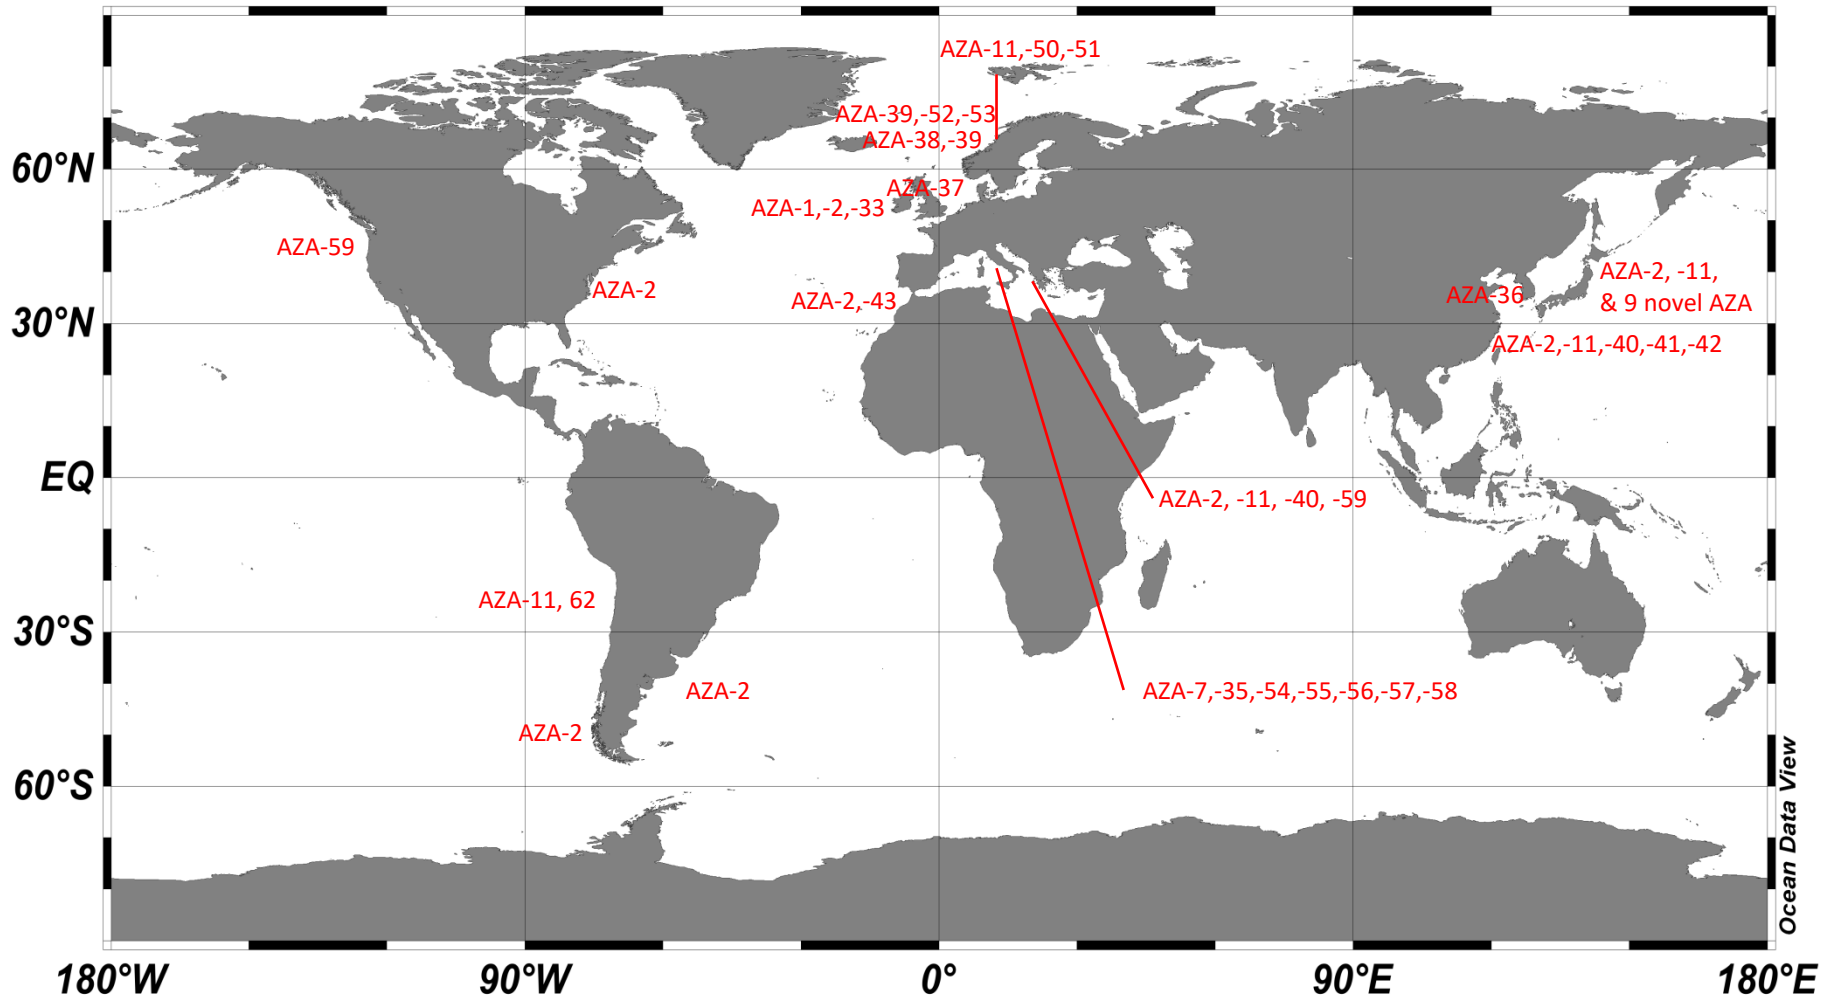 AZA-11,-50,-51
AZA-39,-52,-53
AZA-38,-39
60°N
AZA-37
AZA-1,-2,-33
AZA-59
AZA-2, -11,
& 9 novel AZA
AZA-2
AZA-2,-43
AZA-36
30°N
AZA-2,-11,-40,-41,-42
EQ
AZA-2, -11, -40, -59
AZA-11, 62
30°S
AZA-2
AZA-7,-35,-54,-55,-56,-57,-58
AZA-2
60°S
Ocean Data View
180°W
90°W
0°
90°E
180°E